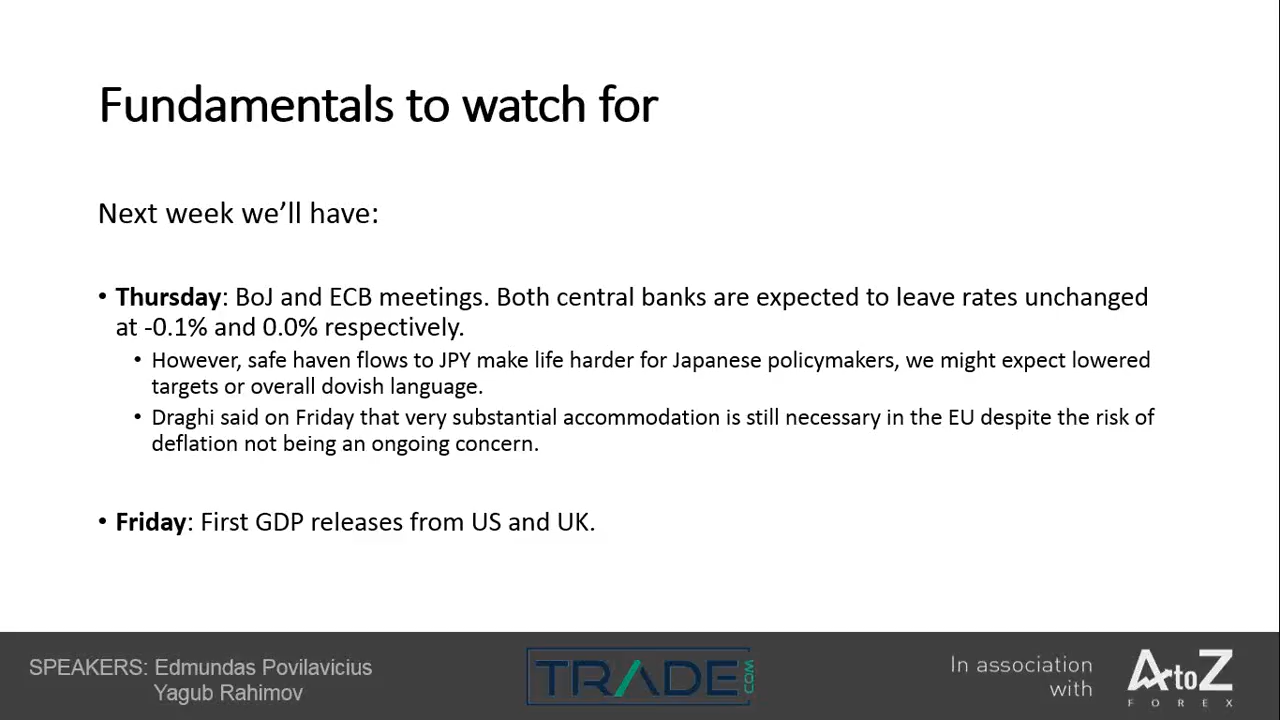 Fundamentals to watch for
Next week we’ll have:
• Thursday: BoJ and ECB meetings. Both central banks are expected to leave rates unchanged
at -0.1% and 0.0% respectively.
• However, safe haven flows to JPY make life harder for Japanese policymakers, we might expect lowered
targets or overall dovish language.
• Draghi said on Friday that very substantial accommodation is still necessary in the EU despite the risk of
deflation not being an ongoing concern.
• Friday: First GDP releases from US and UK.
SPEAKERS: Edmundas Povilavicius
Yagub Rahimov
TRADE.COM
In association
with
AtoZ
FOREX